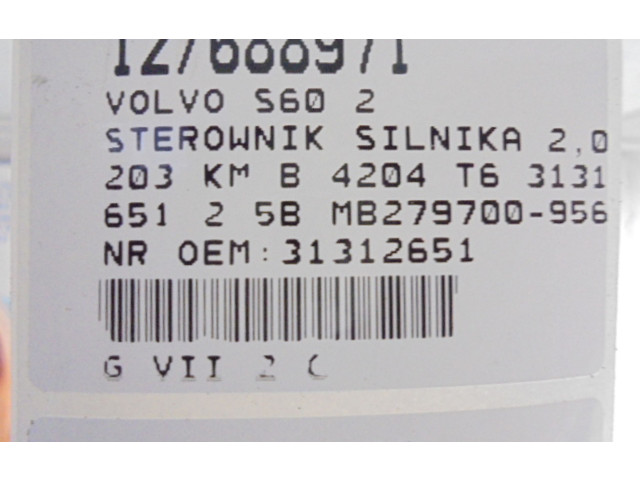 127688971
VOLVO S60 2
STEROWNIK SILNIKA 2,0
203 KM B 4204 T6 3131
651 2 5B MB279700-956
NR OEM:31312651
G VII 2 C